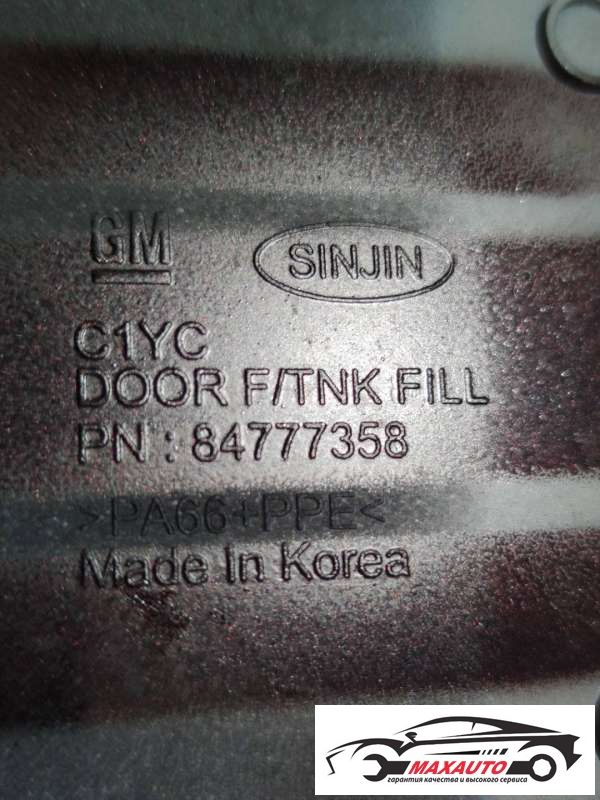 GM SINJIN
C1YC
DOOR F/TNK FILL
PN : 84777358
>PA66+PPE<
Made In Korea
MAXAUTO
гарантия качества и высокого сервиса